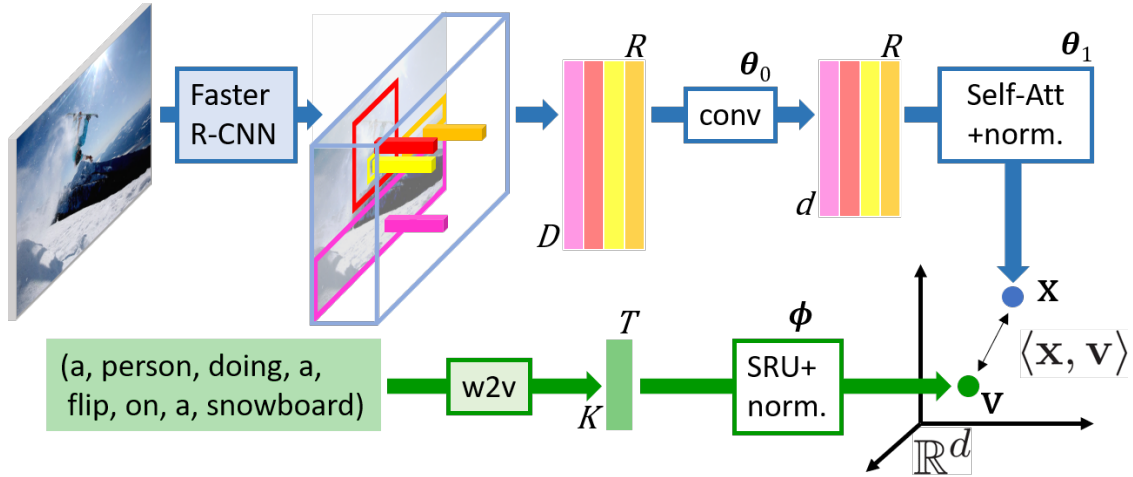 Faster
R-CNN
R
D
θ₀
conv
R
d
θ₁
Self-Att
+norm.
x
⟨x, v⟩
v
ℝᵈ
(a, person, doing, a,
flip, on, a, snowboard)
w2v
T
K
ϕ
SRU+
norm.